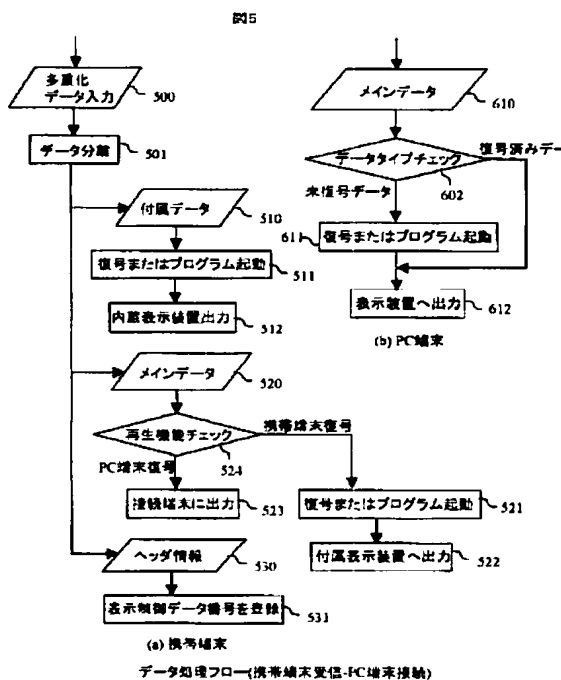 図5
多重化
データ入力
500
データ分離
501
付属データ
510
復号またはプログラム起動
511
内蔵表示装置出力
512
メインデータ
520
再生機能チェック
524
携帯端末復号
PC端末復号
接続端末に出力
523
復号またはプログラム起動
521
付属表示装置へ出力
522
ヘッダ情報
530
表示制御データ番号を登録
531
(a) 携帯端末
メインデータ
610
データタイプチェック
602
復号済みデー
未復号データ
611
復号またはプログラム起動
表示装置へ出力
612
(b) PC端末
データ処理フロー(携帯端末受信-PC端末接続)